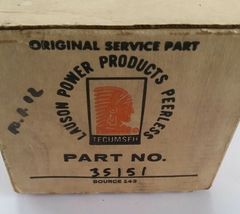 ORIGINAL SERVICE PART
LAUSON POWER PRODUCTS PEERLESS
TECUMSEH
PART NO.
35151
SOURCE 249